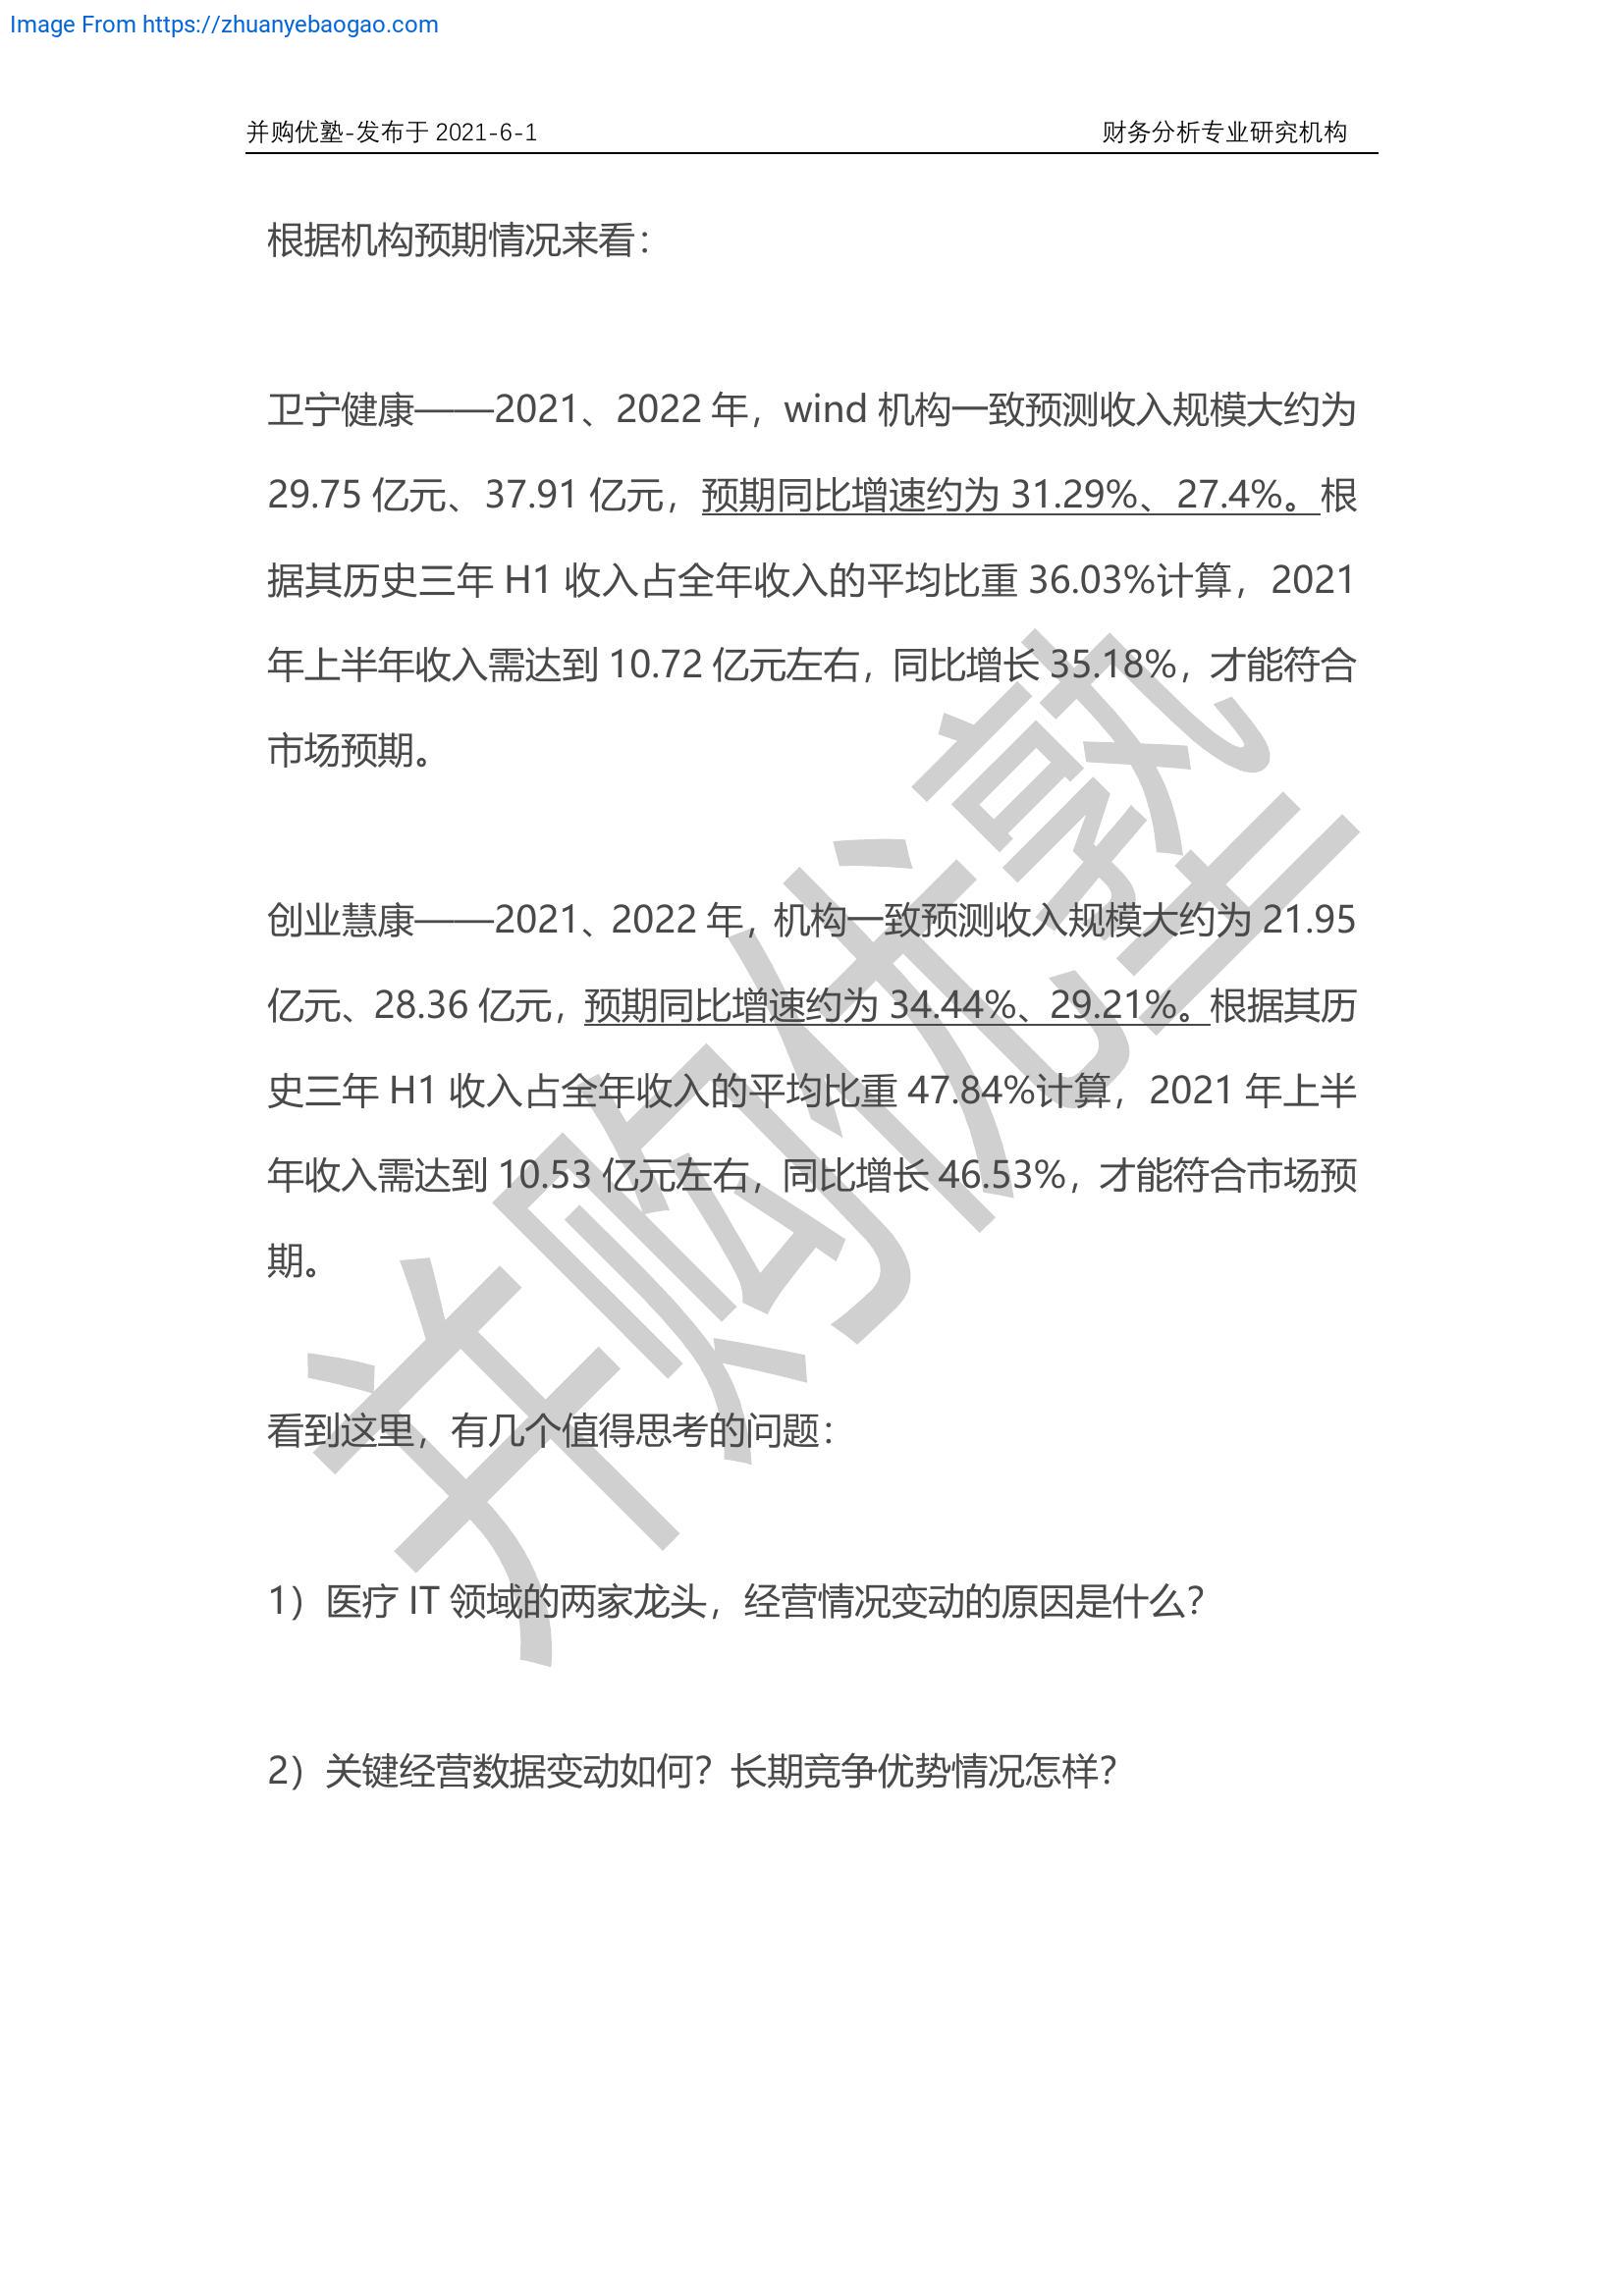 Image From https://zhuanyebaogao.com
并购优塾-发布于 2021-6-1 财务分析专业研究机构
根据机构预期情况来看：
卫宁健康——2021、2022 年，wind 机构一致预测收入规模大约为
29.75 亿元、37.91 亿元，预期同比增速约为 31.29%、27.4%。根
据其历史三年 H1 收入占全年收入的平均比重 36.03%计算，2021
年上半年收入需达到 10.72 亿元左右，同比增长 35.18%，才能符合
市场预期。
创业慧康——2021、2022 年，机构一致预测收入规模大约为 21.95
亿元、28.36 亿元，预期同比增速约为 34.44%、29.21%。根据其历
史三年 H1 收入占全年收入的平均比重 47.84%计算，2021 年上半
年收入需达到 10.53 亿元左右，同比增长 46.53%，才能符合市场预
期。
看到这里，有几个值得思考的问题：
1）医疗 IT 领域的两家龙头，经营情况变动的原因是什么？
2）关键经营数据变动如何？长期竞争优势情况怎样？
并购优塾